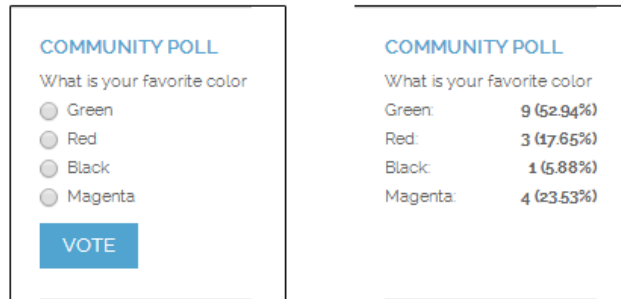 COMMUNITY POLL
What is your favorite color
Green
Red
Black
Magenta
VOTE
COMMUNITY POLL
What is your favorite color
Green: 9 (52.94%)
Red: 3 (17.65%)
Black: 1 (5.88%)
Magenta: 4 (23.53%)